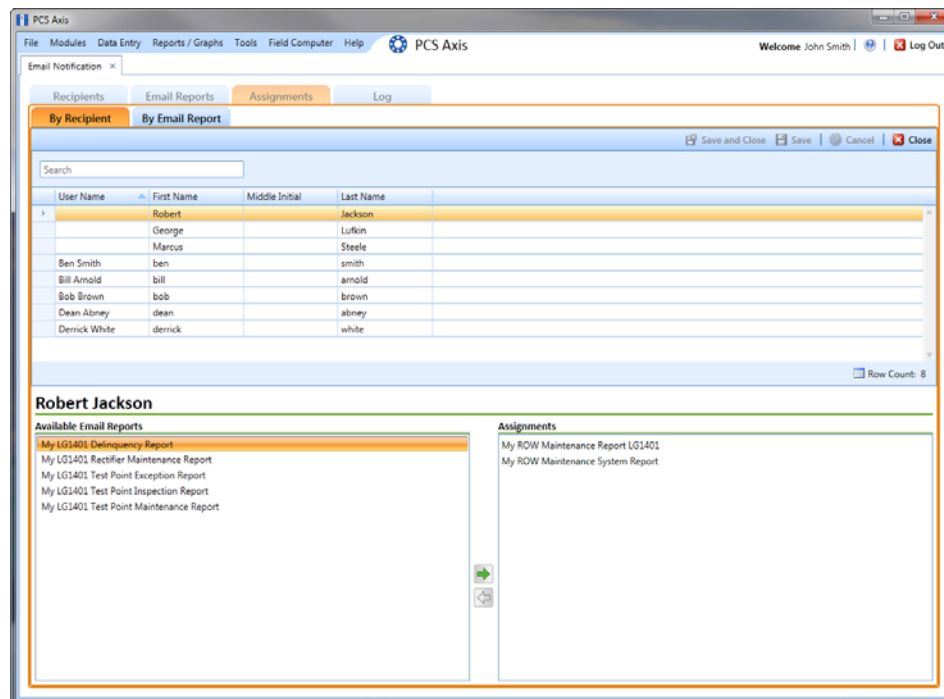 PCS Axis
File Modules Data Entry Reports / Graphs Tools Field Computer Help PCS Axis Welcome John Smith | ? | Log Out
Email Notification ×
Recipients Email Reports Assignments Log
By Recipient By Email Report
Save and Close Save | Cancel | Close
Search
User Name First Name Middle Initial Last Name
Robert Jackson
George Lufkin
Marcus Steele
Ben Smith ben smith
Bill Arnold bill arnold
Bob Brown bob brown
Dean Abney dean abney
Derrick White derrick white
Row Count: 8
Robert Jackson
Available Email Reports Assignments
My LG1401 Delinquency Report My ROW Maintenance Report LG1401
My LG1401 Rectifier Maintenance Report My ROW Maintenance System Report
My LG1401 Test Point Exception Report
My LG1401 Test Point Inspection Report
My LG1401 Test Point Maintenance Report